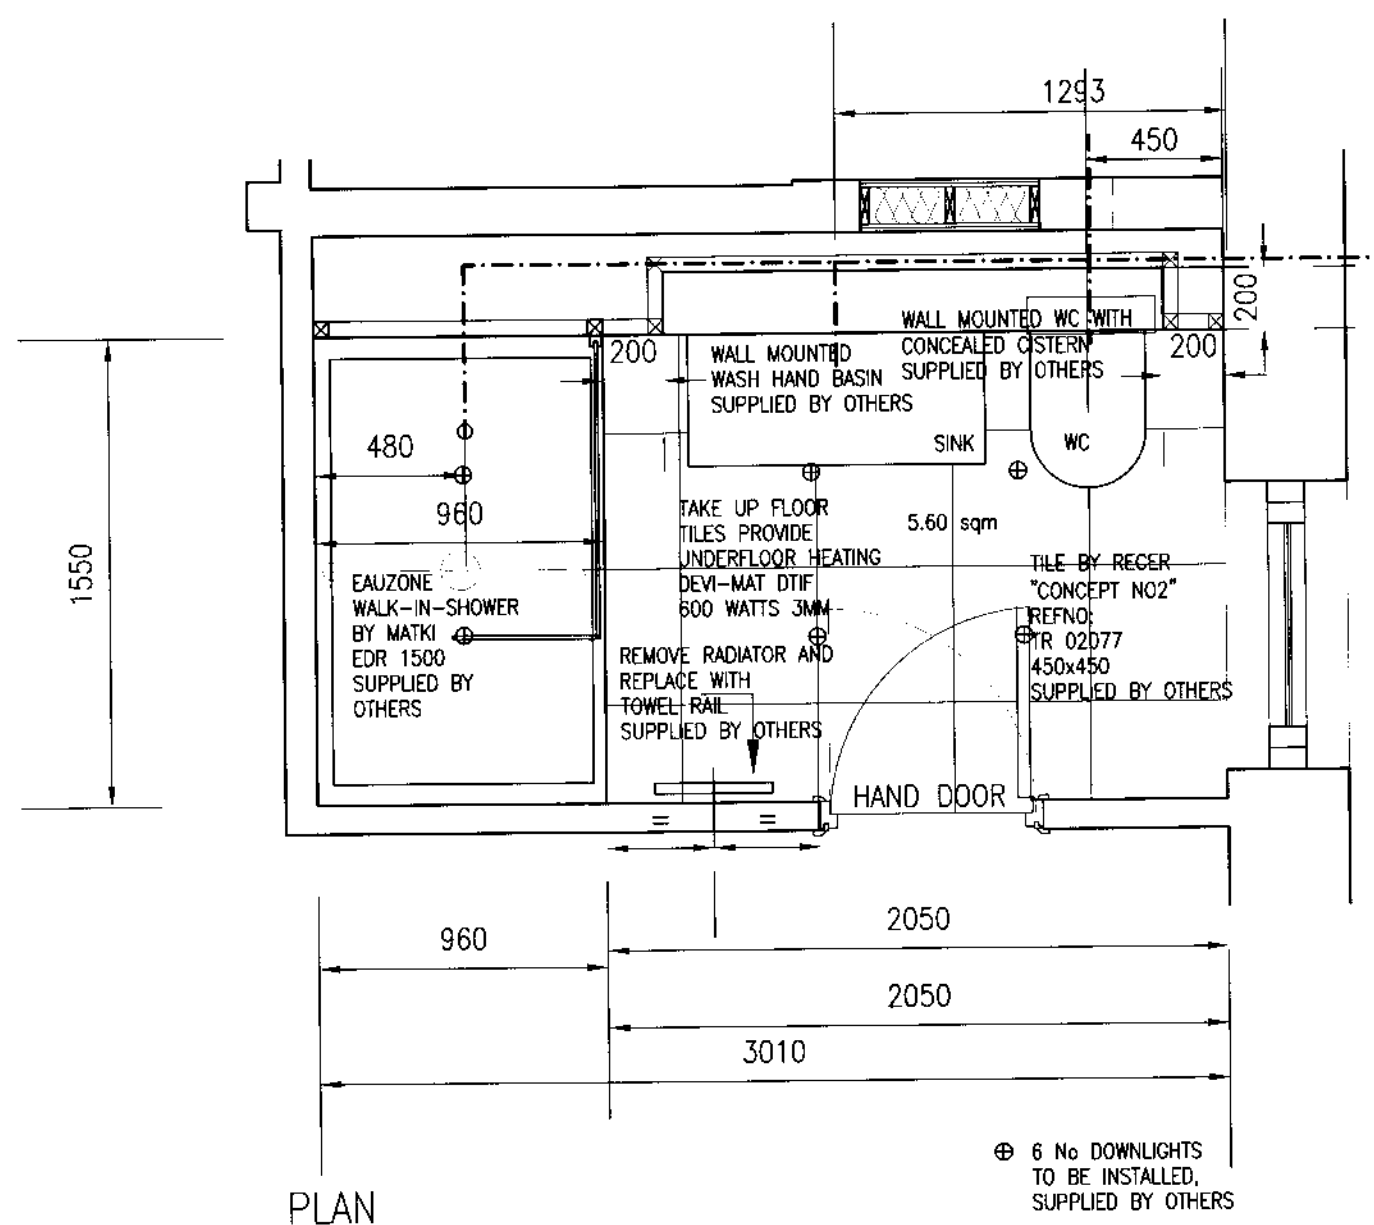 1293
450
200
WALL MOUNTED WC WITH
CONCEALED CISTERN
SUPPLIED BY OTHERS
200
200
WALL MOUNTED
WASH HAND BASIN
SUPPLIED BY OTHERS
480
SINK
WC
960
TAKE UP FLOOR
TILES PROVIDE
UNDERFLOOR HEATING
DEVI-MAT DTIF
600 WATTS 3MM
5.60 sqm
1550
EAUZONE
WALK-IN-SHOWER
BY MATKI
EDR 1500
SUPPLIED BY
OTHERS
TILE BY RECER
"CONCEPT NO2"
REFNO:
TR 02077
450x450
SUPPLIED BY OTHERS
REMOVE RADIATOR AND
REPLACE WITH
TOWEL RAIL
SUPPLIED BY OTHERS
HAND DOOR
=
=
960
2050
2050
3010
6 No DOWNLIGHTS
TO BE INSTALLED,
SUPPLIED BY OTHERS
PLAN